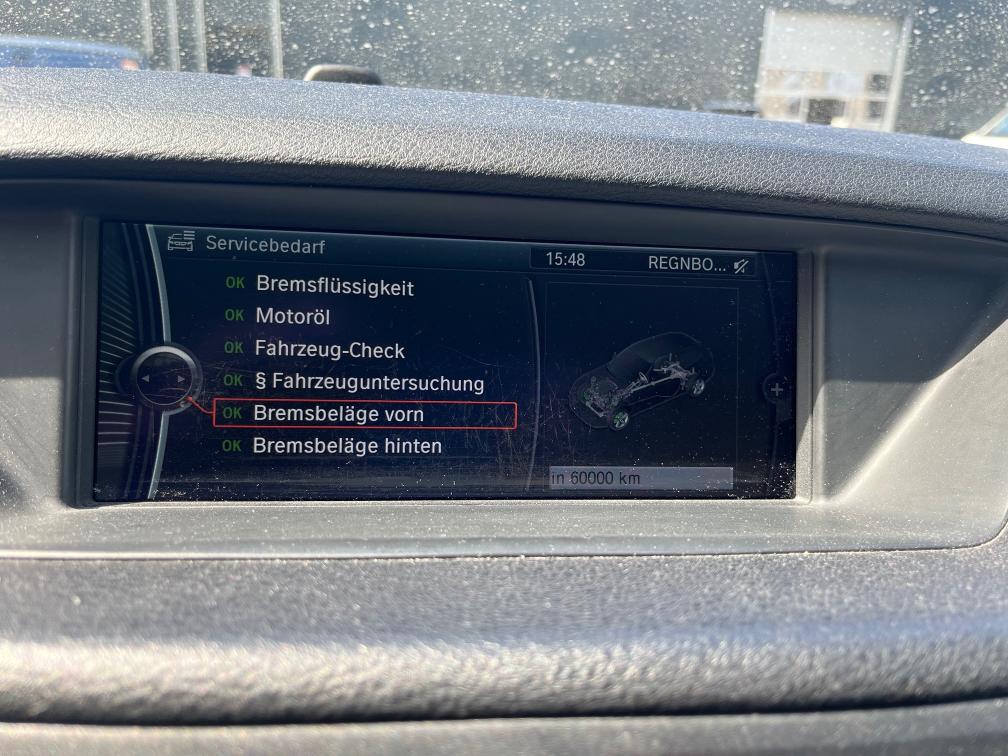 Servicebedarf
15:48 REGNBO...
OK Bremsflüssigkeit
OK Motoröl
OK Fahrzeug-Check
OK § Fahrzeuguntersuchung
OK Bremsbeläge vorn
OK Bremsbeläge hinten
in 60000 km